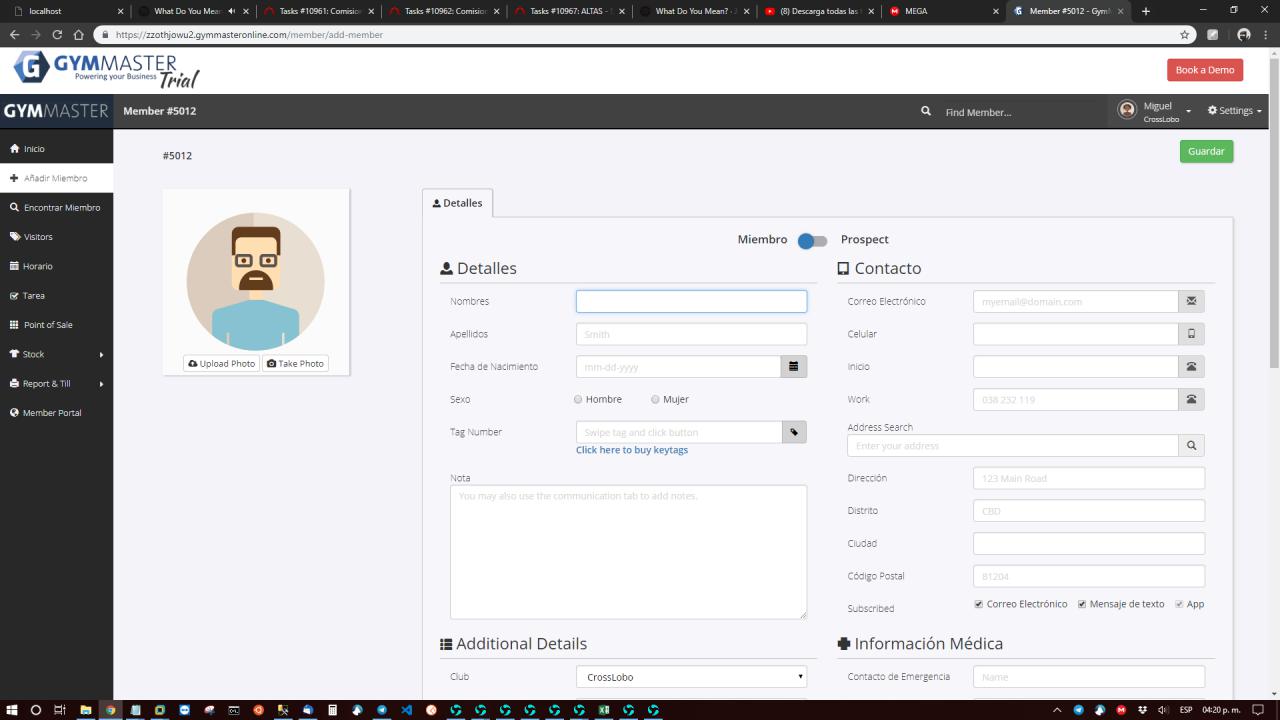 localhost
What Do You Mean
Tasks #10961: Comision
Tasks #10962: Comision
Tasks #10967: ALTAS -
What Do You Mean? -
(8) Descarga todas las
MEGA
Member #5012 - Gym
https://zzothjowu2.gymmasteronline.com/member/add-member
GYMMASTER
Powering your Business
Trial
Book a Demo
GYMMASTER
Member #5012
Find Member...
Miguel
CrossLobo
Settings
Inicio
Añadir Miembro
Encontrar Miembro
Visitors
Horario
Tarea
Point of Sale
Stock
Report & Till
Member Portal
#5012
Guardar
Upload Photo
Take Photo
Detalles
Miembro
Prospect
Detalles
Nombres
Apellidos
Smith
Fecha de Nacimiento
mm-dd-yyyy
Sexo
Hombre
Mujer
Tag Number
Swipe tag and click button
Click here to buy keytags
Nota
You may also use the communication tab to add notes.
Additional Details
Club
CrossLobo
Contacto
Correo Electrónico
myemail@domain.com
Celular
Inicio
Work
038 232 119
Address Search
Enter your address
Dirección
123 Main Road
Distrito
CBD
Ciudad
Código Postal
81204
Subscribed
Correo Electrónico
Mensaje de texto
App
Información Médica
Contacto de Emergencia
Name
ESP
04:20 p. m.